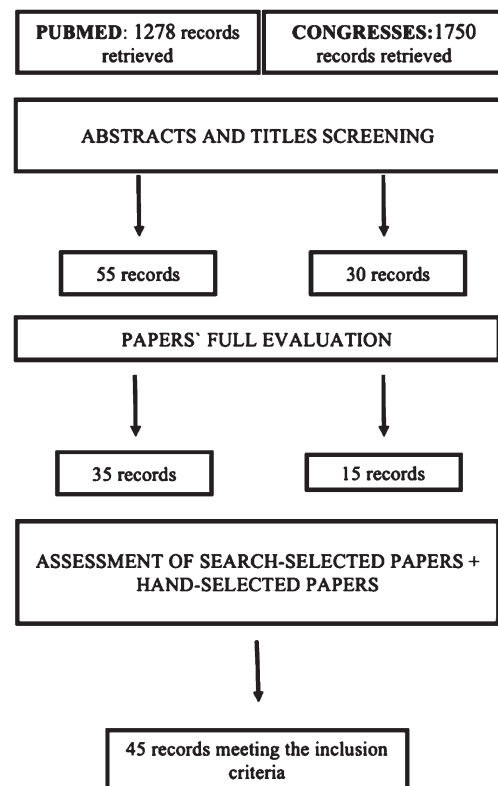 PUBMED: 1278 records
retrieved
CONGRESSES:1750
records retrieved
ABSTRACTS AND TITLES SCREENING
55 records
30 records
PAPERS` FULL EVALUATION
35 records
15 records
ASSESSMENT OF SEARCH-SELECTED PAPERS +
HAND-SELECTED PAPERS
45 records meeting the inclusion
criteria